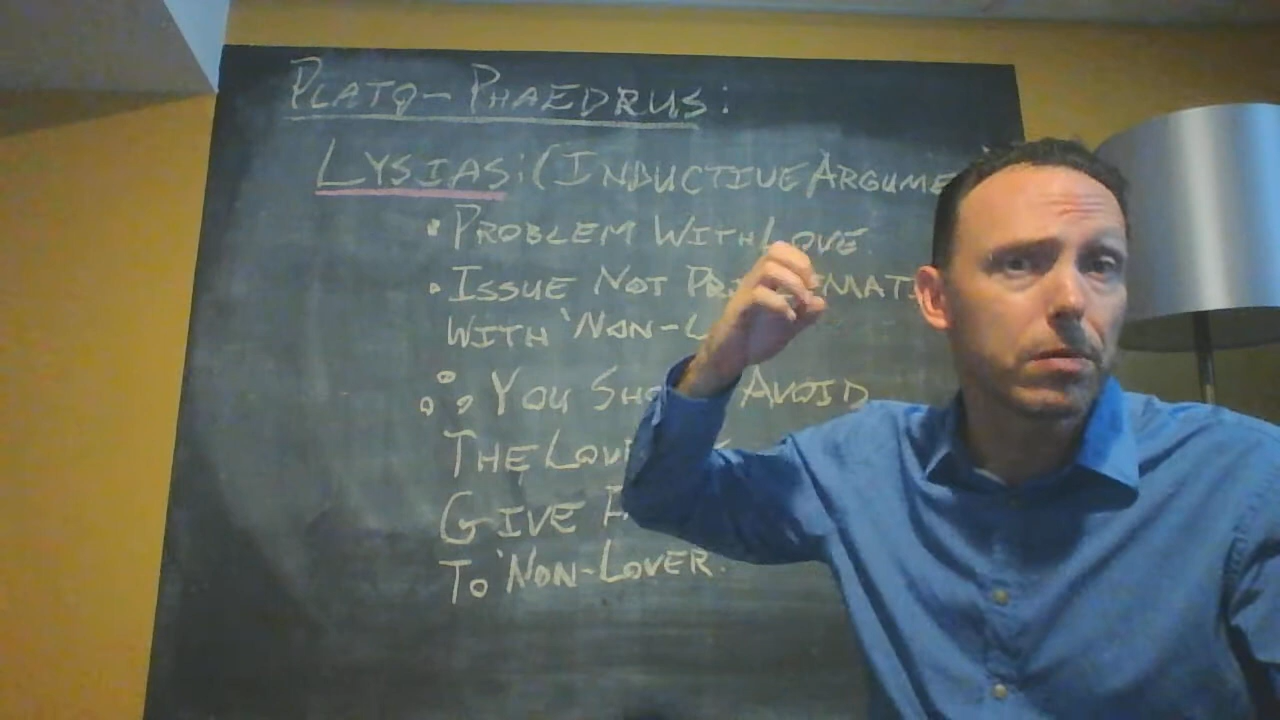 PLATO - PHAEDRUS:
LYSIAS: (INDUCTIVE ARGUME
• PROBLEM WITH LOVE.
• ISSUE NOT
WITH 'NON-L
∴ YOU AVOID
THE
GIVE
TO 'NON-LOVER.